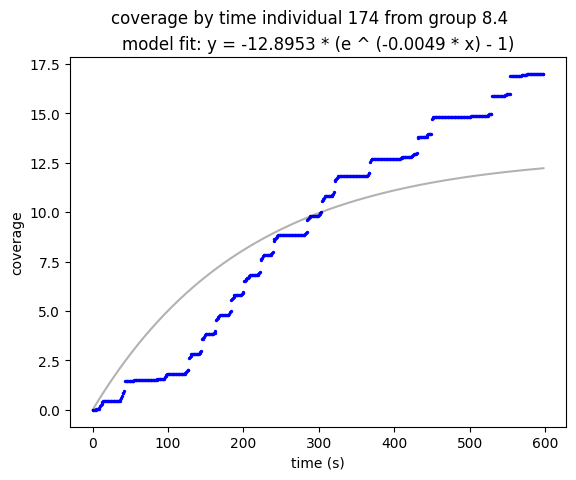 coverage by time individual 174 from group 8.4
model fit: y = -12.8953 * (e ^ (-0.0049 * x) - 1)
17.5
15.0
12.5
10.0
7.5
5.0
2.5
0.0
coverage
0 100 200 300 400 500 600
time (s)